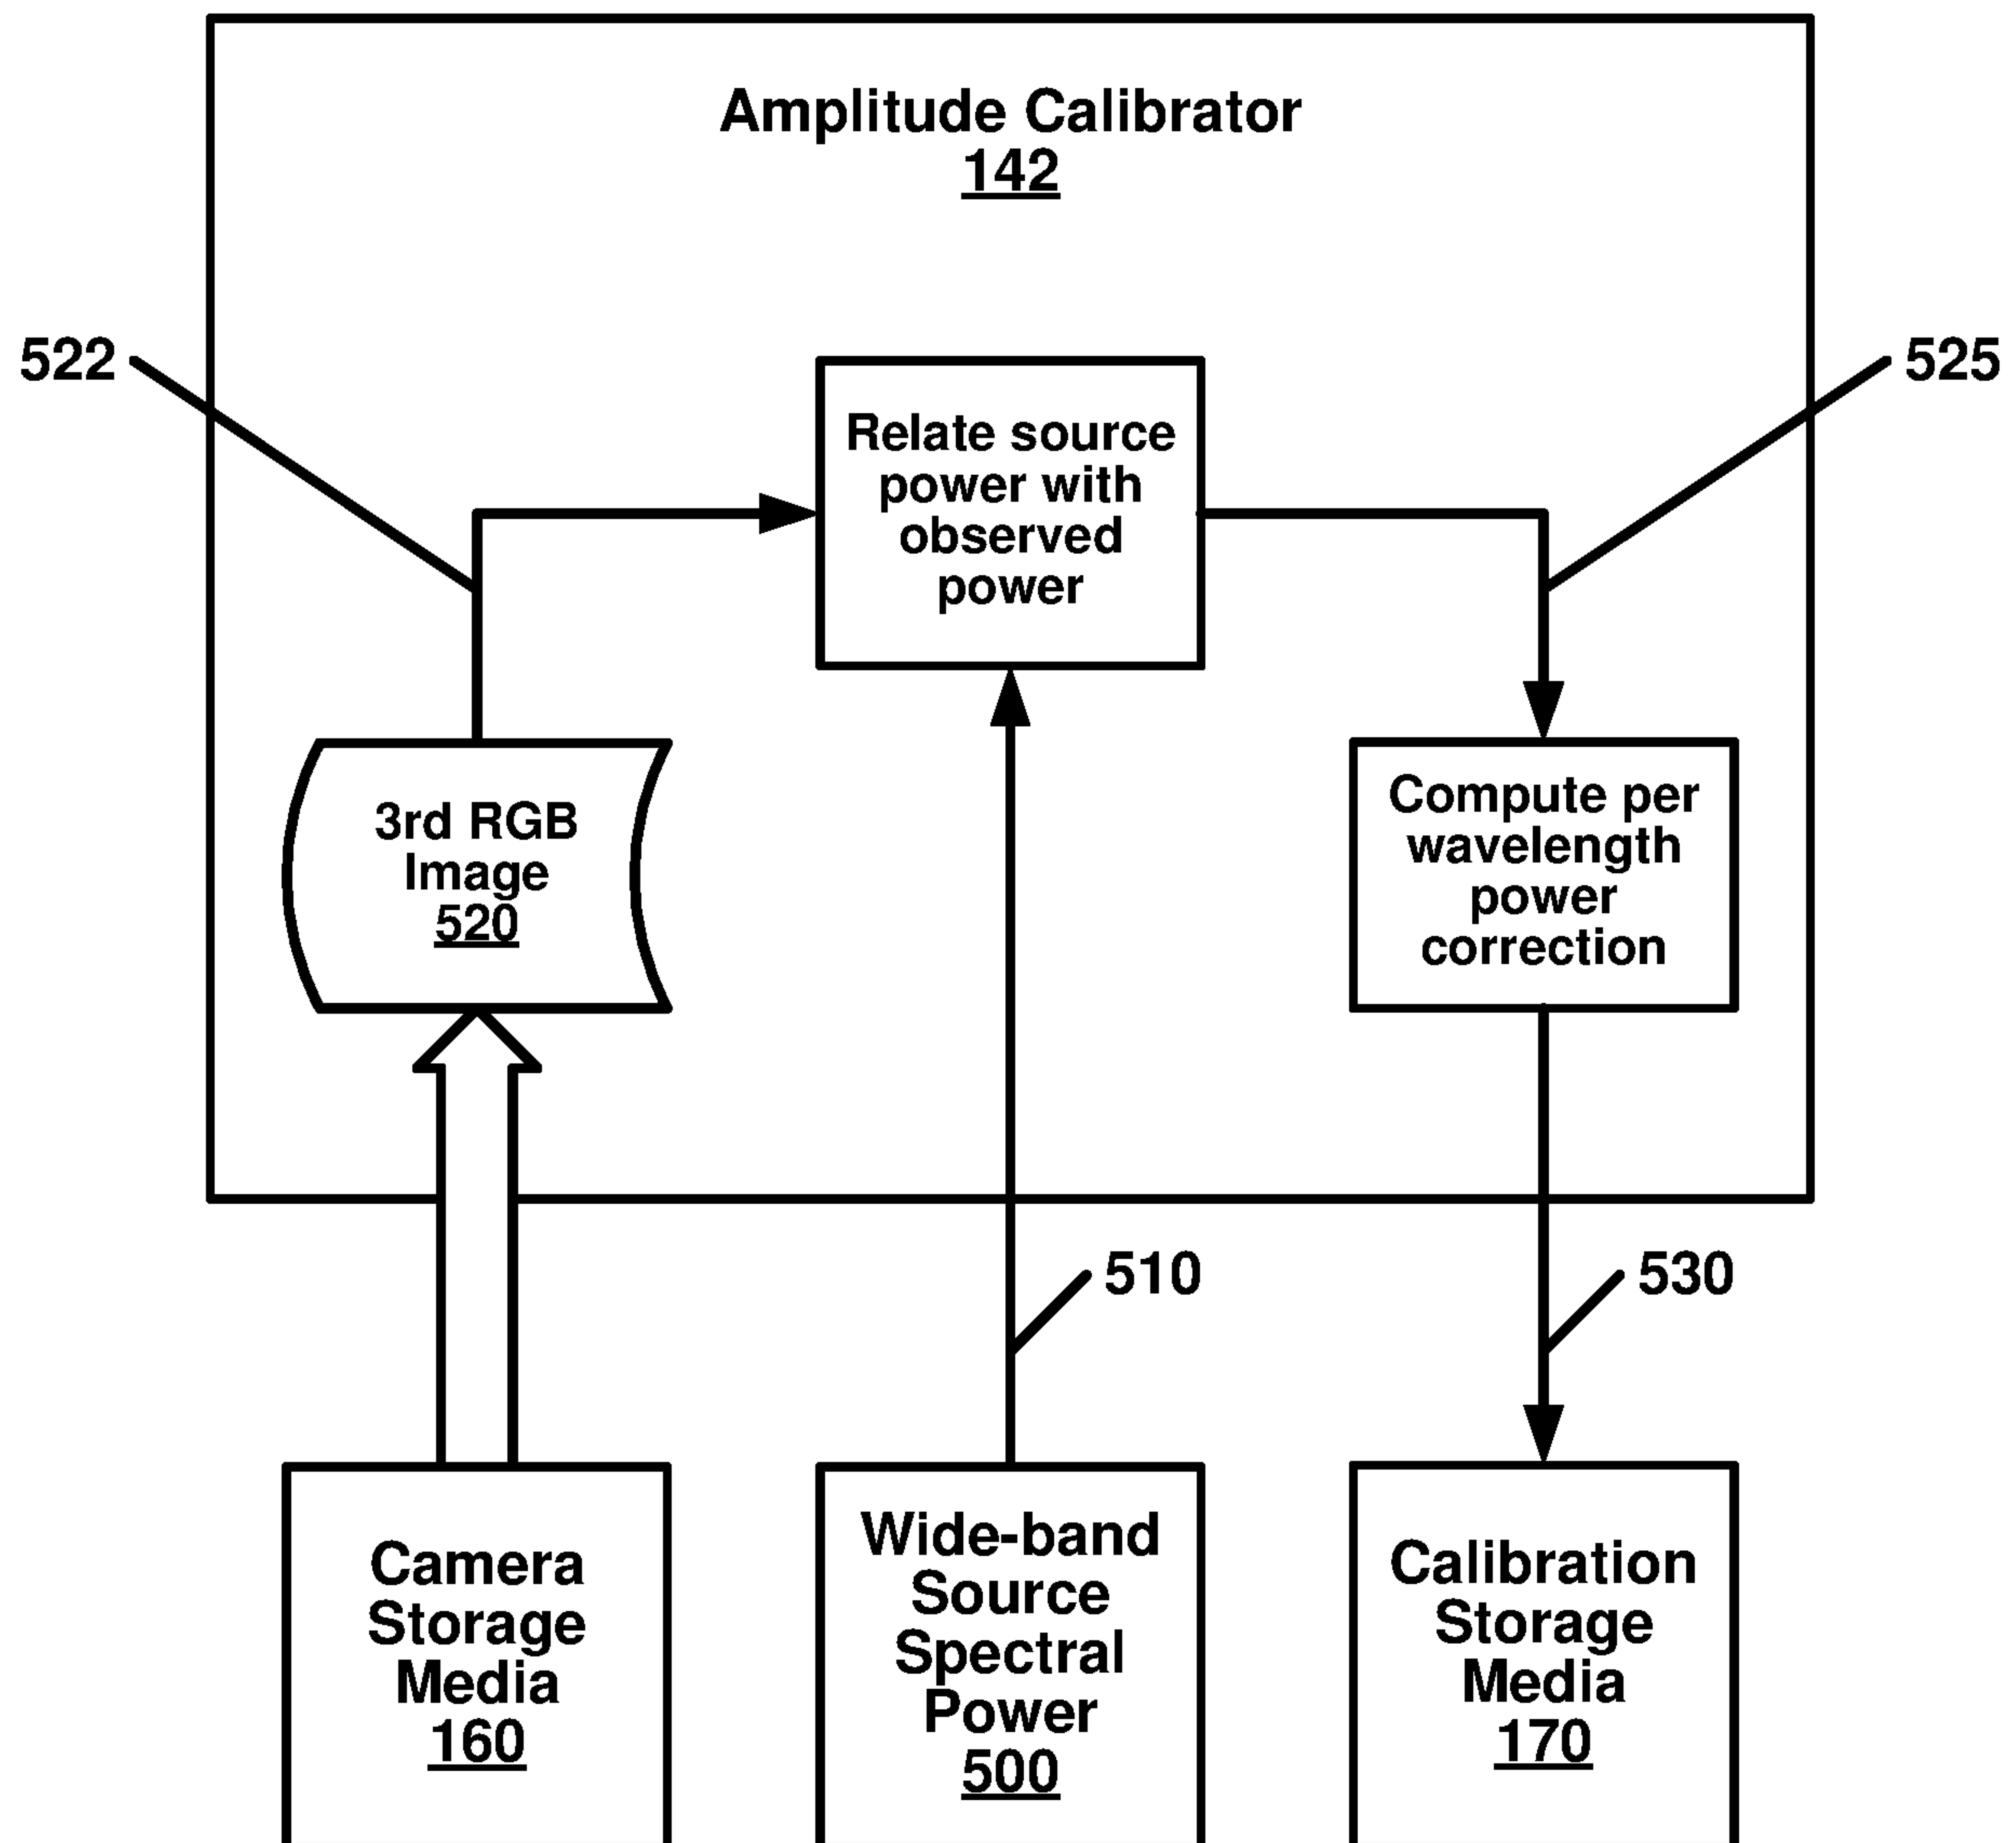 Amplitude Calibrator
142
522
525
Relate source
power with
observed
power
3rd RGB
Image
520
Compute per
wavelength
power
correction
510
530
Camera
Storage
Media
160
Wide-band
Source
Spectral
Power
500
Calibration
Storage
Media
170